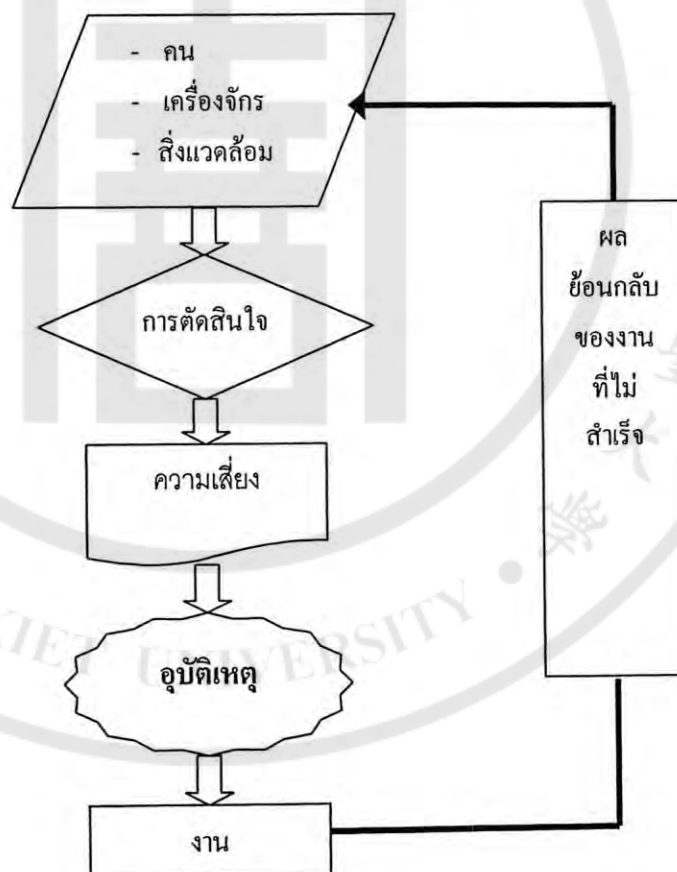 - คน
- เครื่องจักร
- สิ่งแวดล้อม
การตัดสินใจ
ความเสี่ยง
อุบัติเหตุ
งาน
ผล
ย้อนกลับ
ของงาน
ที่ไม่
สำเร็จ
UNIVERSITY